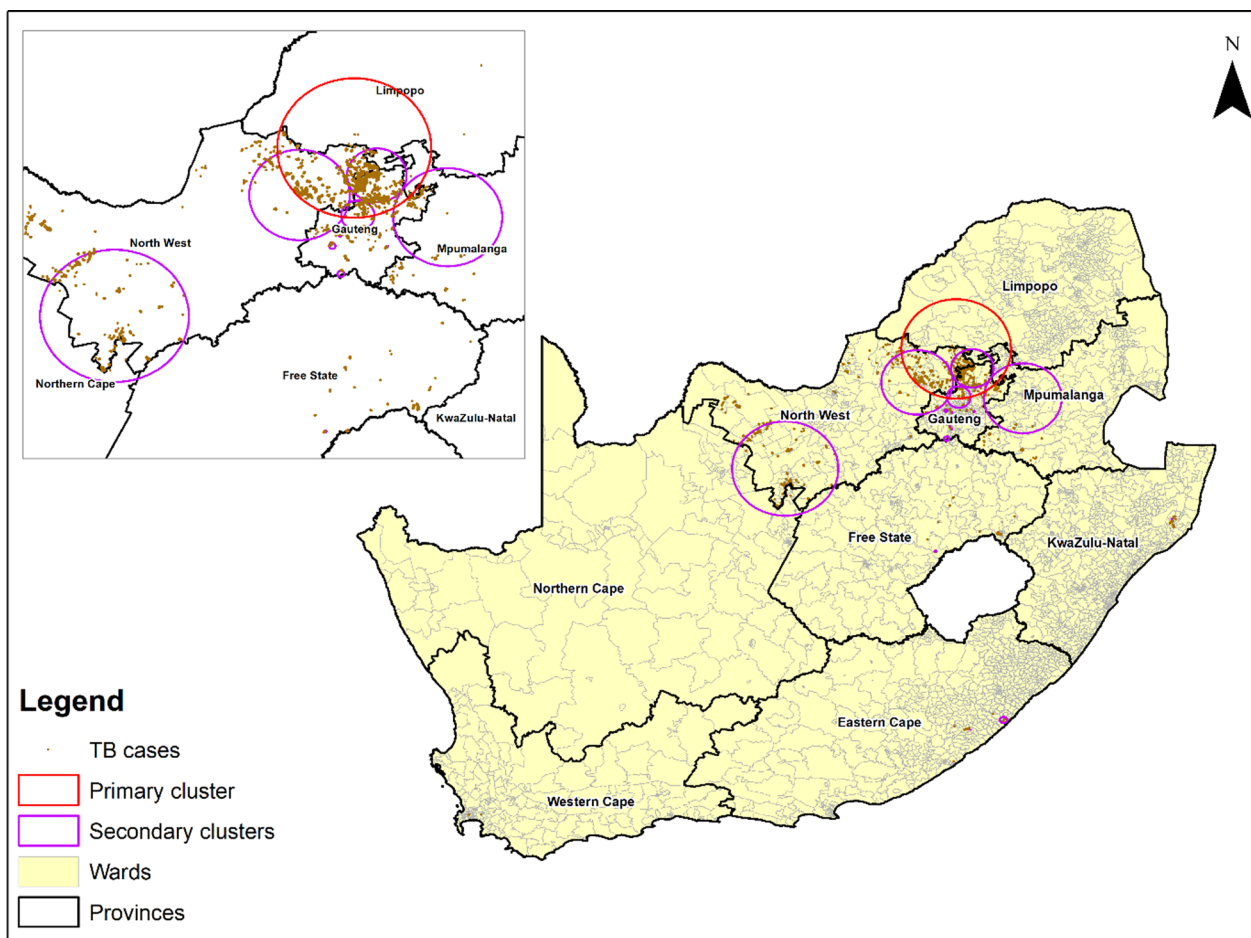 Limpopo
North West
Gauteng
Mpumalanga
Northern Cape
Free State
KwaZulu-Natal
N
Limpopo
Mpumalanga
North West
Gauteng
Free State
KwaZulu-Natal
Northern Cape
Eastern Cape
Western Cape
Legend
TB cases
Primary cluster
Secondary clusters
Wards
Provinces